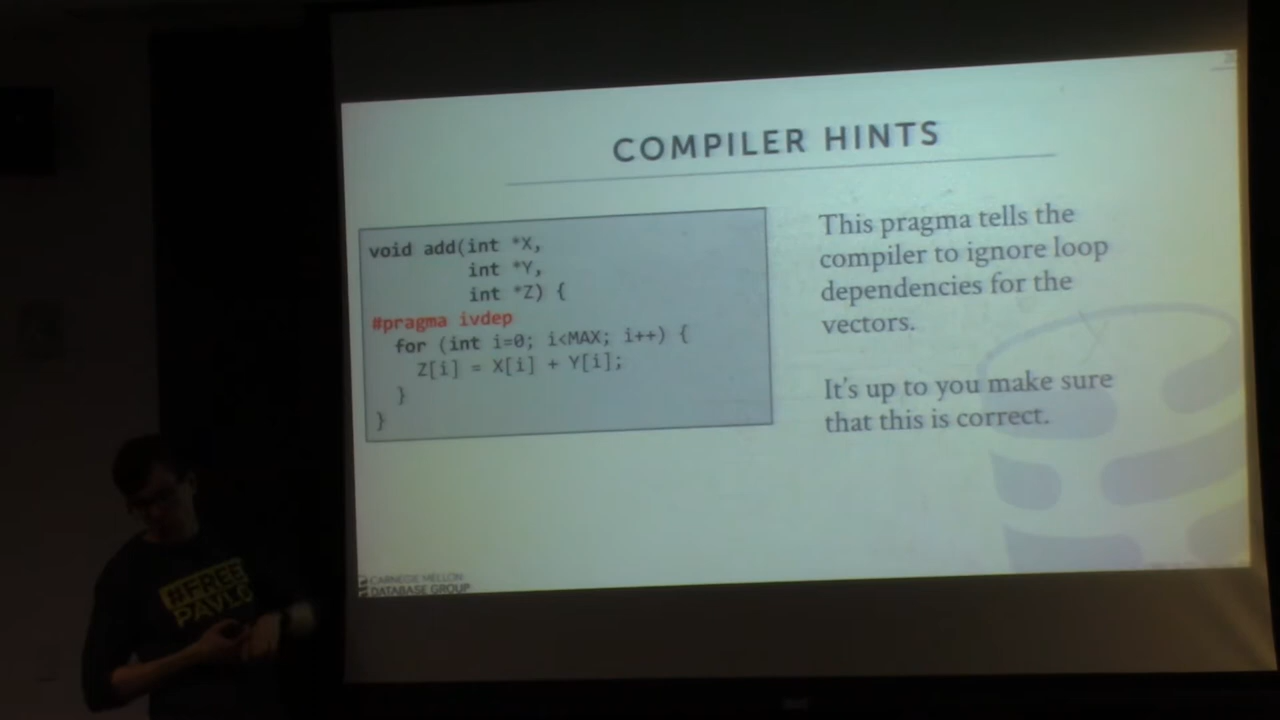 COMPILER HINTS
void add(int *X,
int *Y,
int *Z) {
#pragma ivdep
for (int i=0; i<MAX; i++) {
Z[i] = X[i] + Y[i];
}
}
This pragma tells the
compiler to ignore loop
dependencies for the
vectors.
It's up to you make sure
that this is correct.
CARNEGIE MELLON
DATABASE GROUP
#FREE
PAVLO